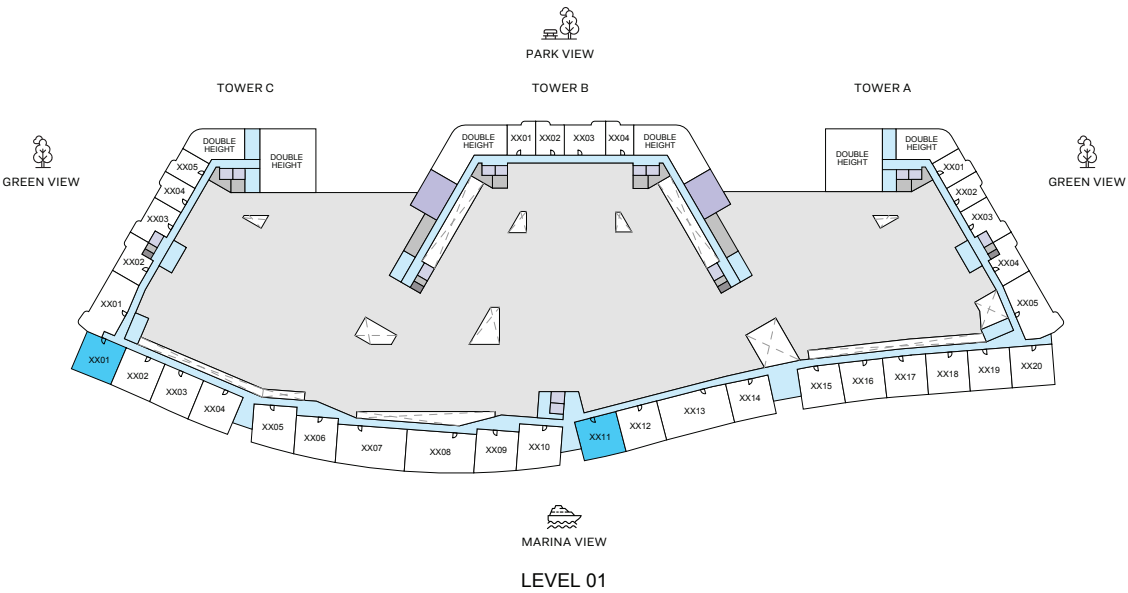 PARK VIEW
TOWER C
TOWER B
TOWER A
GREEN VIEW
GREEN VIEW
DOUBLE
HEIGHT
DOUBLE
HEIGHT
XX05
XX04
XX03
XX02
XX01
DOUBLE
HEIGHT
XX01
XX02
XX03
XX04
DOUBLE
HEIGHT
DOUBLE
HEIGHT
DOUBLE
HEIGHT
XX01
XX02
XX03
XX04
XX05
XX01
XX02
XX03
XX04
XX05
XX06
XX07
XX08
XX09
XX10
XX11
XX12
XX13
XX14
XX15
XX16
XX17
XX18
XX19
XX20
MARINA VIEW
LEVEL 01